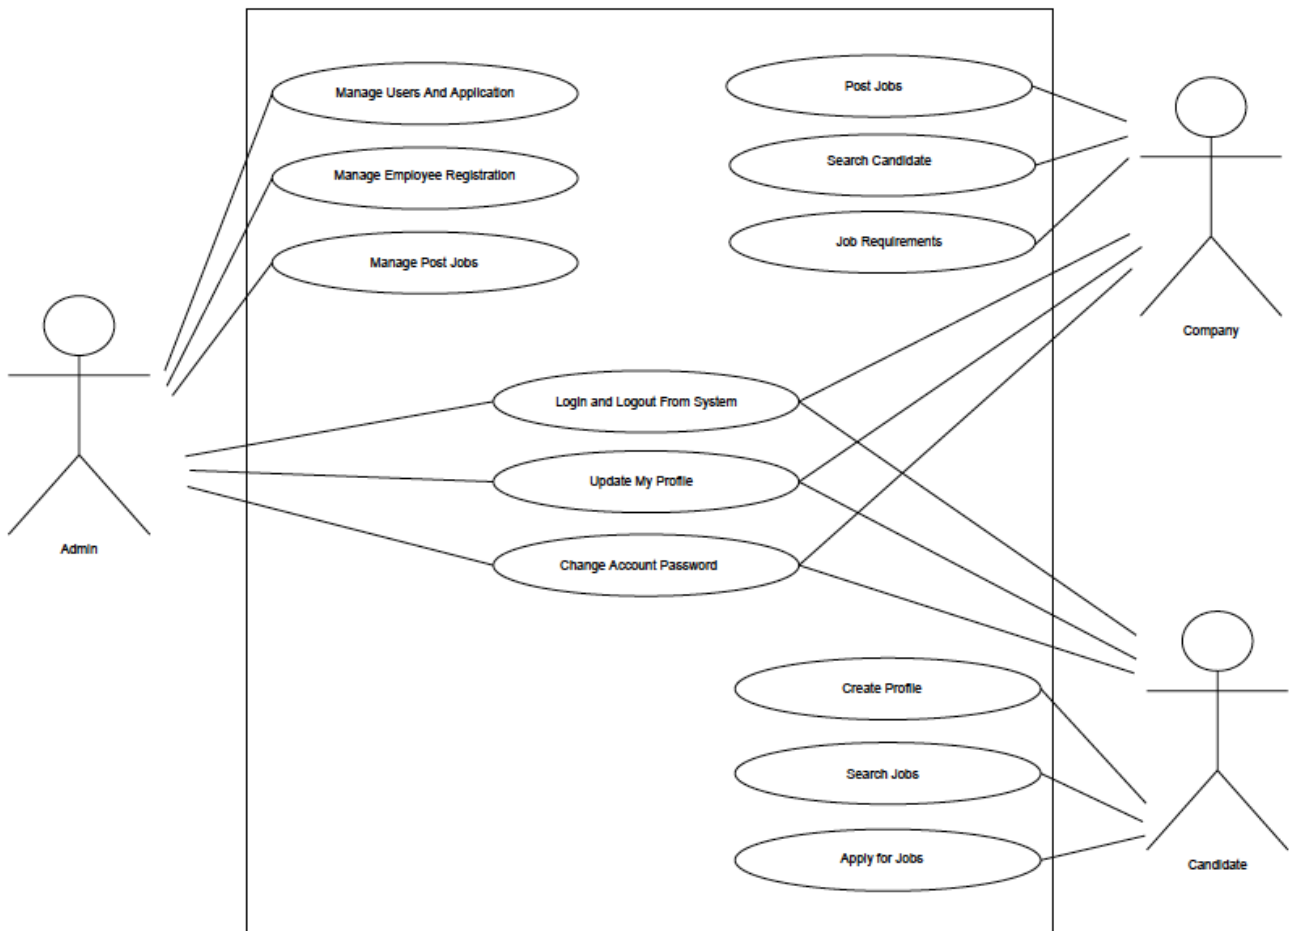 Manage Users And Application
Manage Employee Registration
Manage Post Jobs
Post Jobs
Search Candidate
Job Requirements
Company
Login and Logout From System
Update My Profile
Change Account Password
Admin
Create Profile
Search Jobs
Apply for Jobs
Candidate